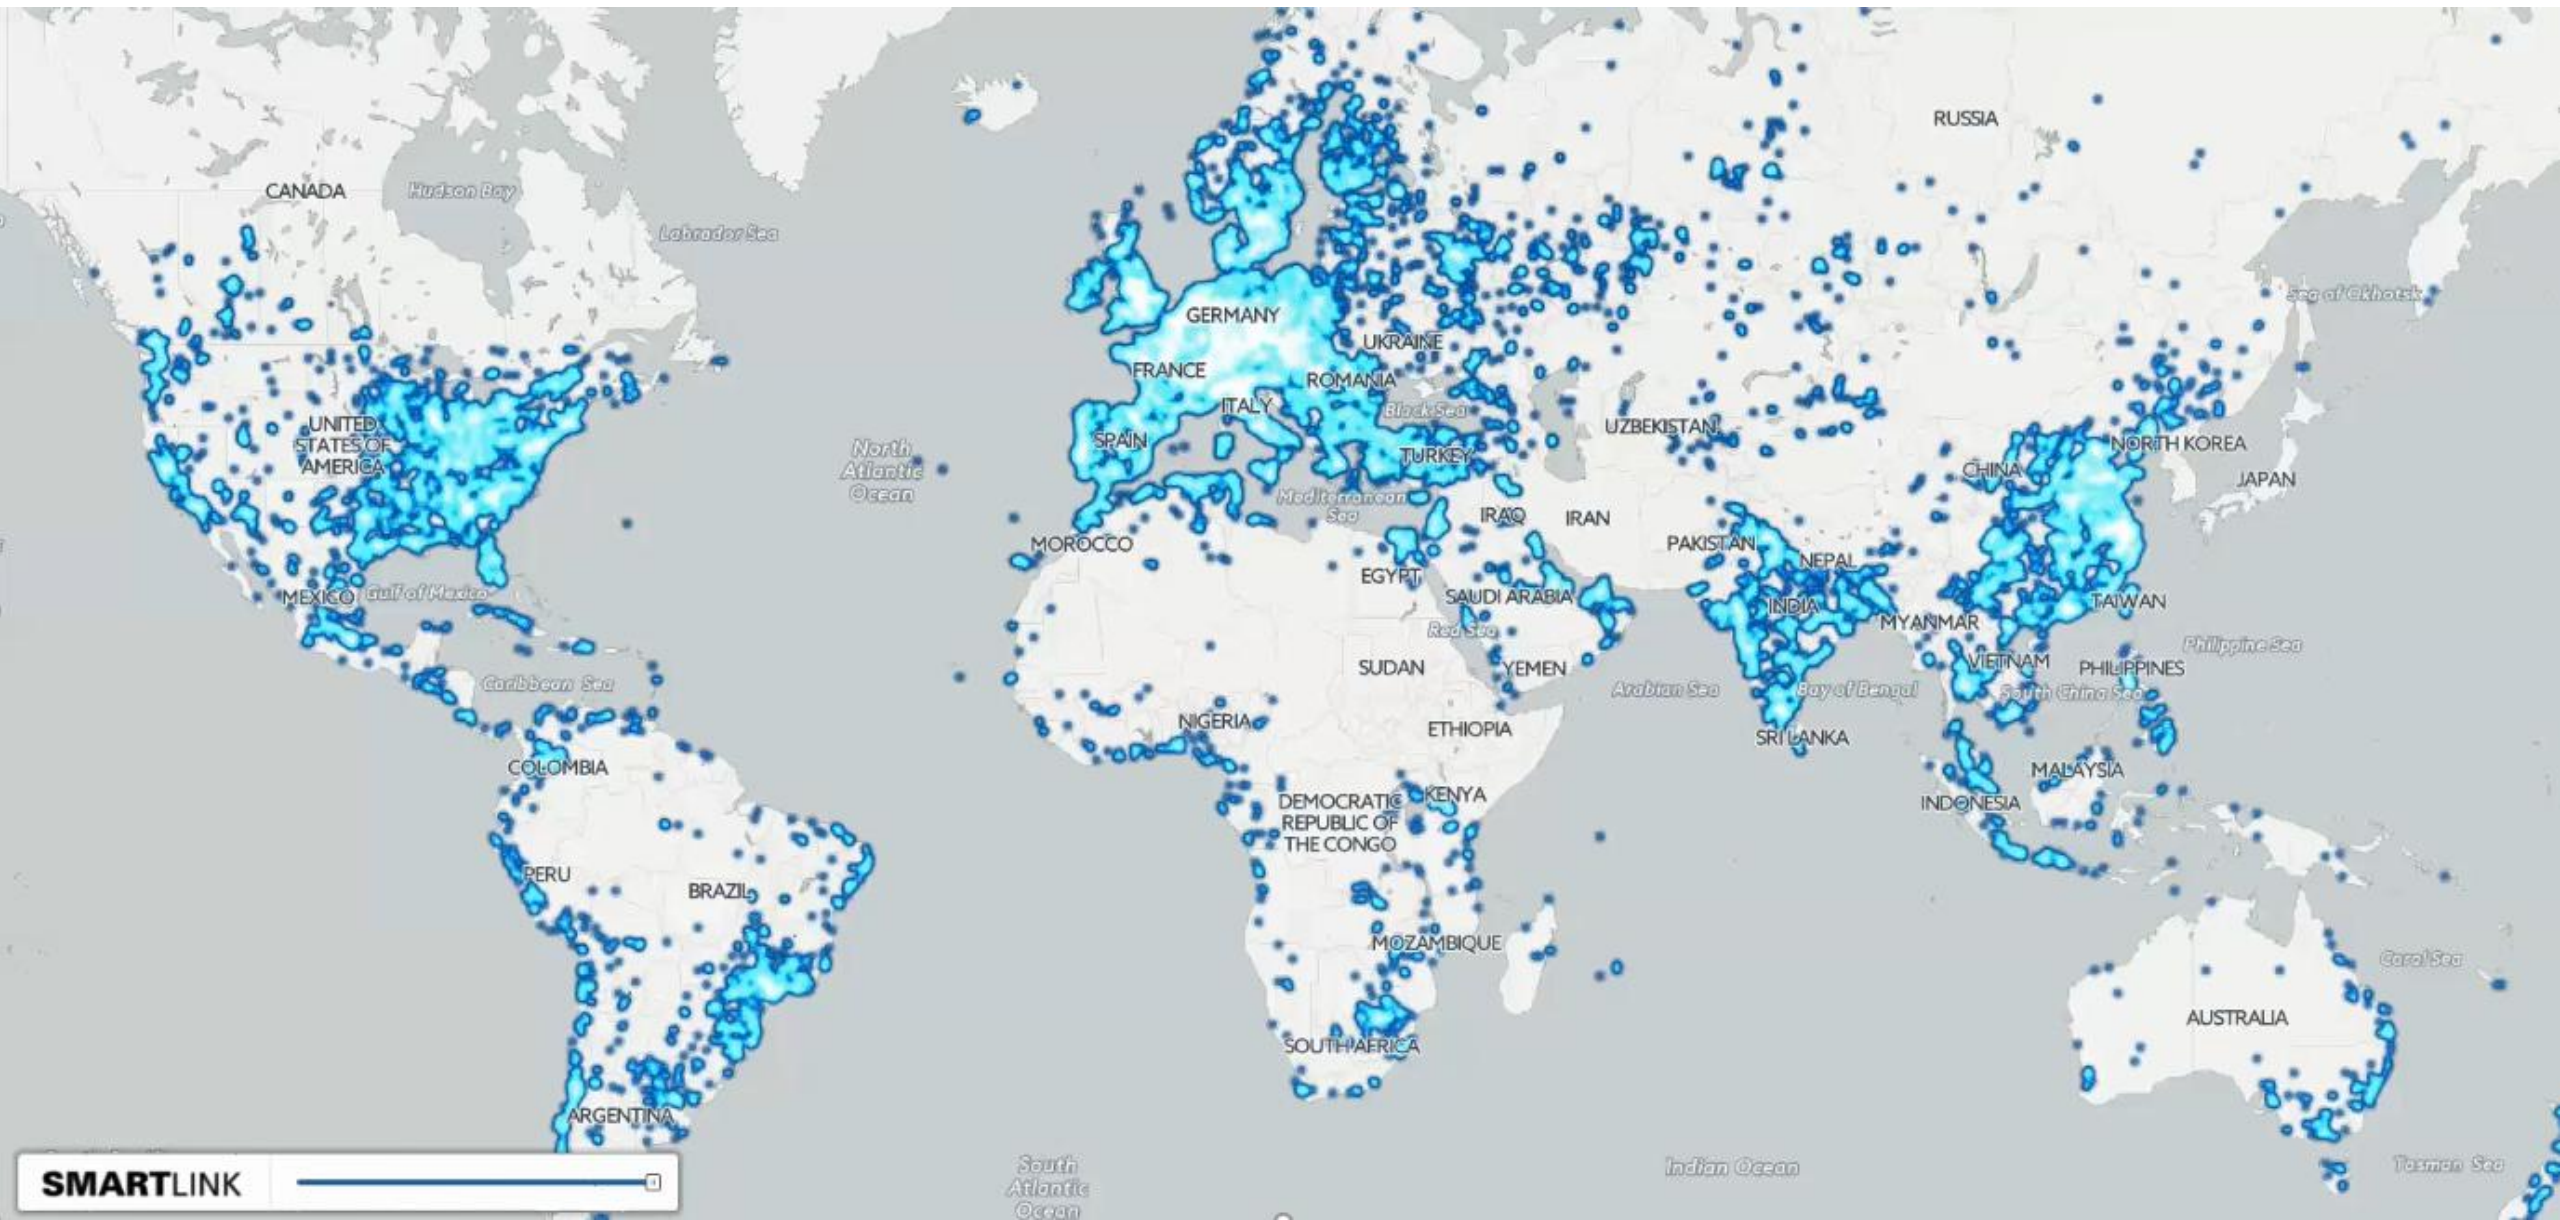 RUSSIA
CANADA
Hudson Bay
Labrador Sea
Sea of Okhotsk
GERMANY
UKRAINE
FRANCE
ROMANIA
ITALY
Black Sea
UNITED
STATES OF
AMERICA
UZBEKISTAN
SPAIN
TURKEY
NORTH KOREA
CHINA
JAPAN
North
Atlantic
Ocean
Mediterranean
Sea
IRAQ
IRAN
MOROCCO
PAKISTAN
NEPAL
EGYPT
MEXICO
Gulf of Mexico
SAUDI ARABIA
INDIA
TAIWAN
MYANMAR
Red Sea
Philippine Sea
SUDAN
YEMEN
VIETNAM
PHILIPPINES
Caribbean Sea
Arabian Sea
Bay of Bengal
South China Sea
NIGERIA
ETHIOPIA
SRI LANKA
COLOMBIA
MALAYSIA
DEMOCRATIC
REPUBLIC OF
THE CONGO
KENYA
INDONESIA
PERU
BRAZIL
MOZAMBIQUE
Coral Sea
AUSTRALIA
SOUTH AFRICA
ARGENTINA
South
Atlantic
Ocean
Indian Ocean
Tasman Sea
SMARTLINK